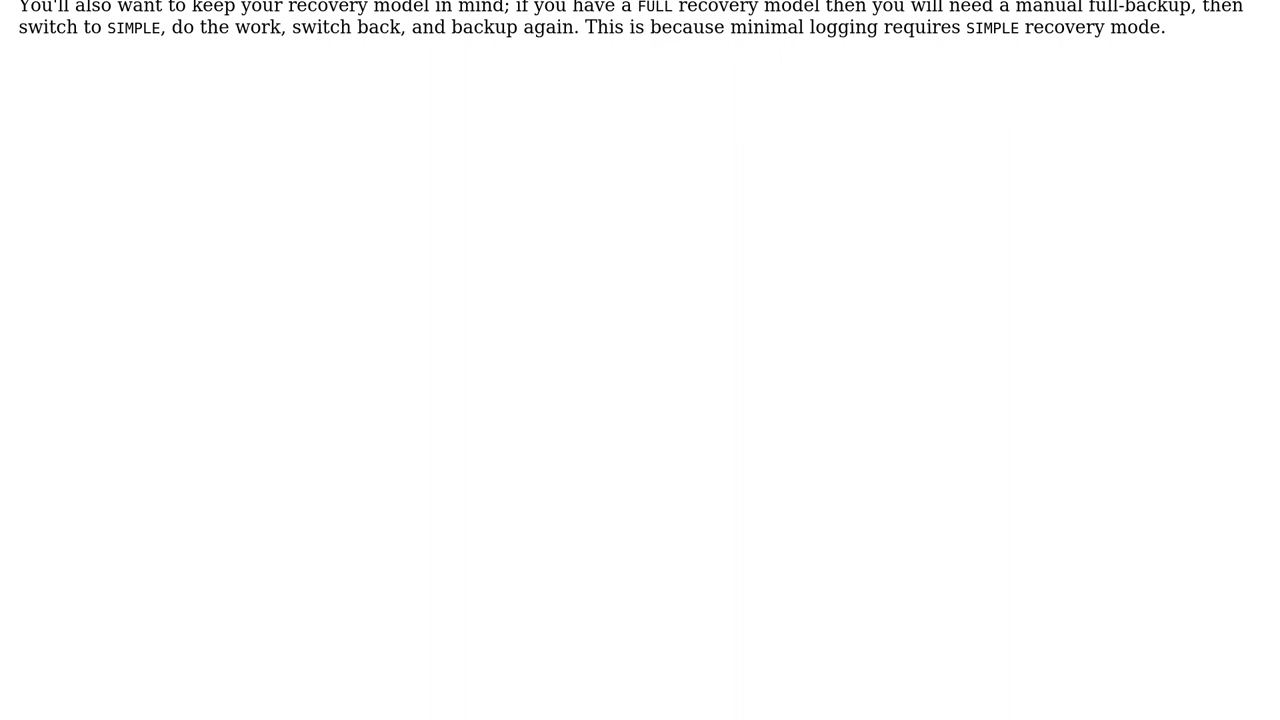 You'll also want to keep your recovery model in mind; if you have a FULL recovery model then you will need a manual full-backup, then
switch to SIMPLE, do the work, switch back, and backup again. This is because minimal logging requires SIMPLE recovery mode.